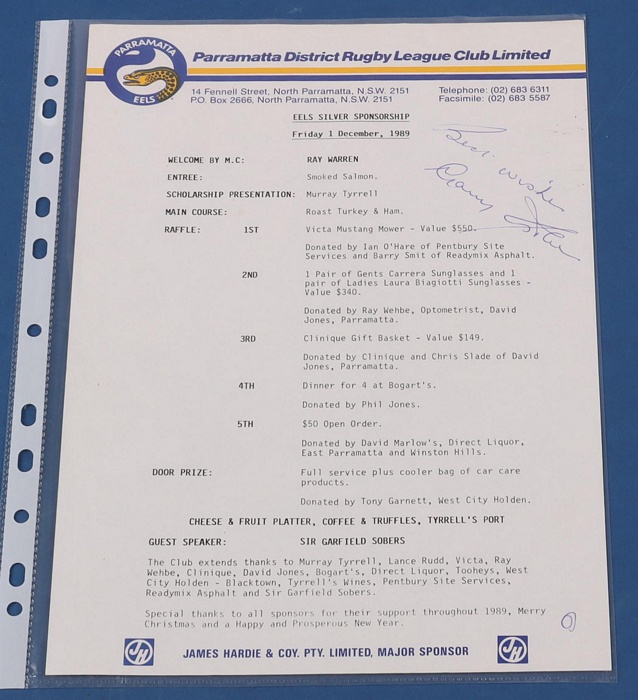 PARRAMATTA
EELS
Parramatta District Rugby League Club Limited
14 Fennell Street, North Parramatta, N.S.W. 2151
P.O. Box 2666, North Parramatta, N.S.W. 2151
Telephone: (02) 683 6311
Facsimile: (02) 683 5587
EELS SILVER SPONSORSHIP
Friday 1 December, 1989
Best wishes
Garry Sobers
WELCOME BY M.C: RAY WARREN
ENTREE: Smoked Salmon.
SCHOLARSHIP PRESENTATION: Murray Tyrrell
MAIN COURSE: Roast Turkey & Ham.
RAFFLE: 1ST Victa Mustang Mower - Value $550.
Donated by Ian O'Hare of Pentbury Site
Services and Barry Smit of Readymix Asphalt.
2ND 1 Pair of Gents Carrera Sunglasses and 1
pair of Ladies Laura Biagiotti Sunglasses -
Value $340.
Donated by Ray Wehbe, Optometrist, David
Jones, Parramatta.
3RD Clinique Gift Basket - Value $149.
Donated by Clinique and Chris Slade of David
Jones, Parramatta.
4TH Dinner for 4 at Bogart's.
Donated by Phil Jones.
5TH $50 Open Order.
Donated by David Marlow's, Direct Liquor,
East Parramatta and Winston Hills.
DOOR PRIZE: Full service plus cooler bag of car care
products.
Donated by Tony Garnett, West City Holden.
CHEESE & FRUIT PLATTER, COFFEE & TRUFFLES, TYRRELL'S PORT
GUEST SPEAKER: SIR GARFIELD SOBERS
The Club extends thanks to Murray Tyrrell, Lance Rudd, Victa, Ray
Wehbe, Clinique, David Jones, Bogart's, Direct Liquor, Tooheys, West
City Holden - Blacktown, Tyrrell's Wines, Pentbury Site Services,
Readymix Asphalt and Sir Garfield Sobers.
Special thanks to all sponsors for their support throughout 1989, Merry
Christmas and a Happy and Prosperous New Year.
JH JAMES HARDIE & COY. PTY. LIMITED, MAJOR SPONSOR JH